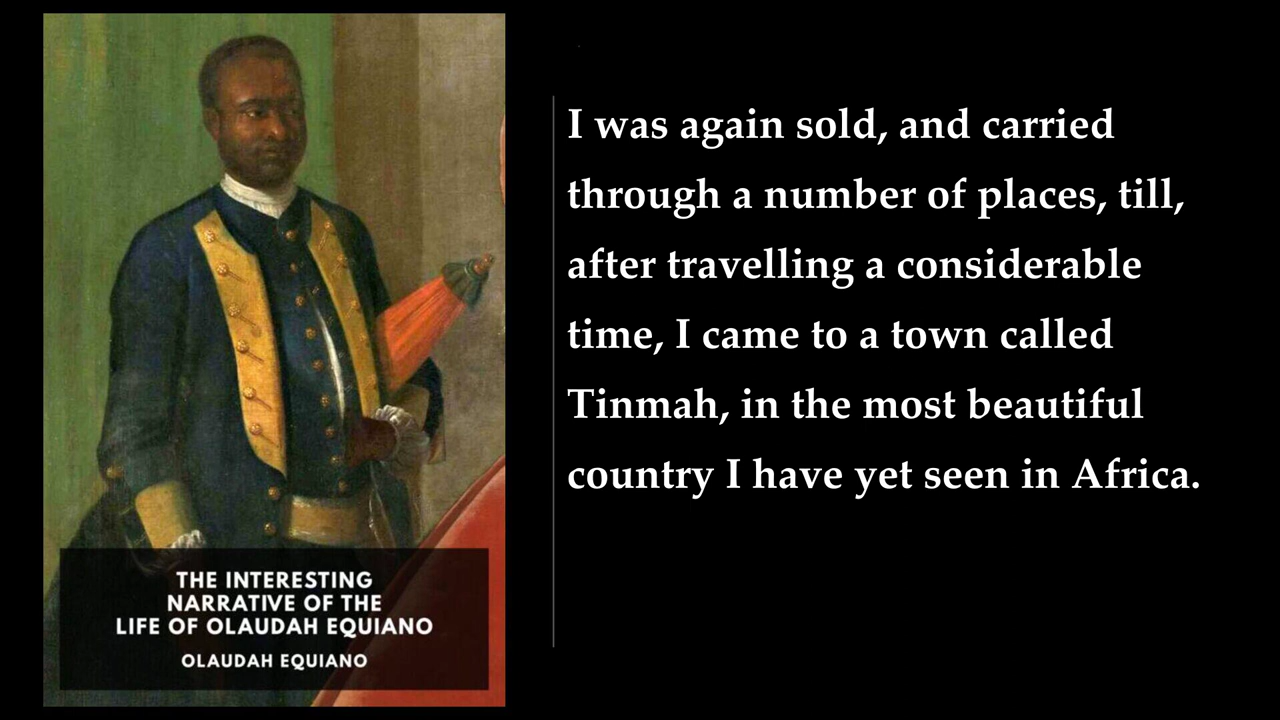 I was again sold, and carried
through a number of places, till,
after travelling a considerable
time, I came to a town called
Tinmah, in the most beautiful
country I have yet seen in Africa.
THE INTERESTING
NARRATIVE OF THE
LIFE OF OLAUDAH EQUIANO
OLAUDAH EQUIANO